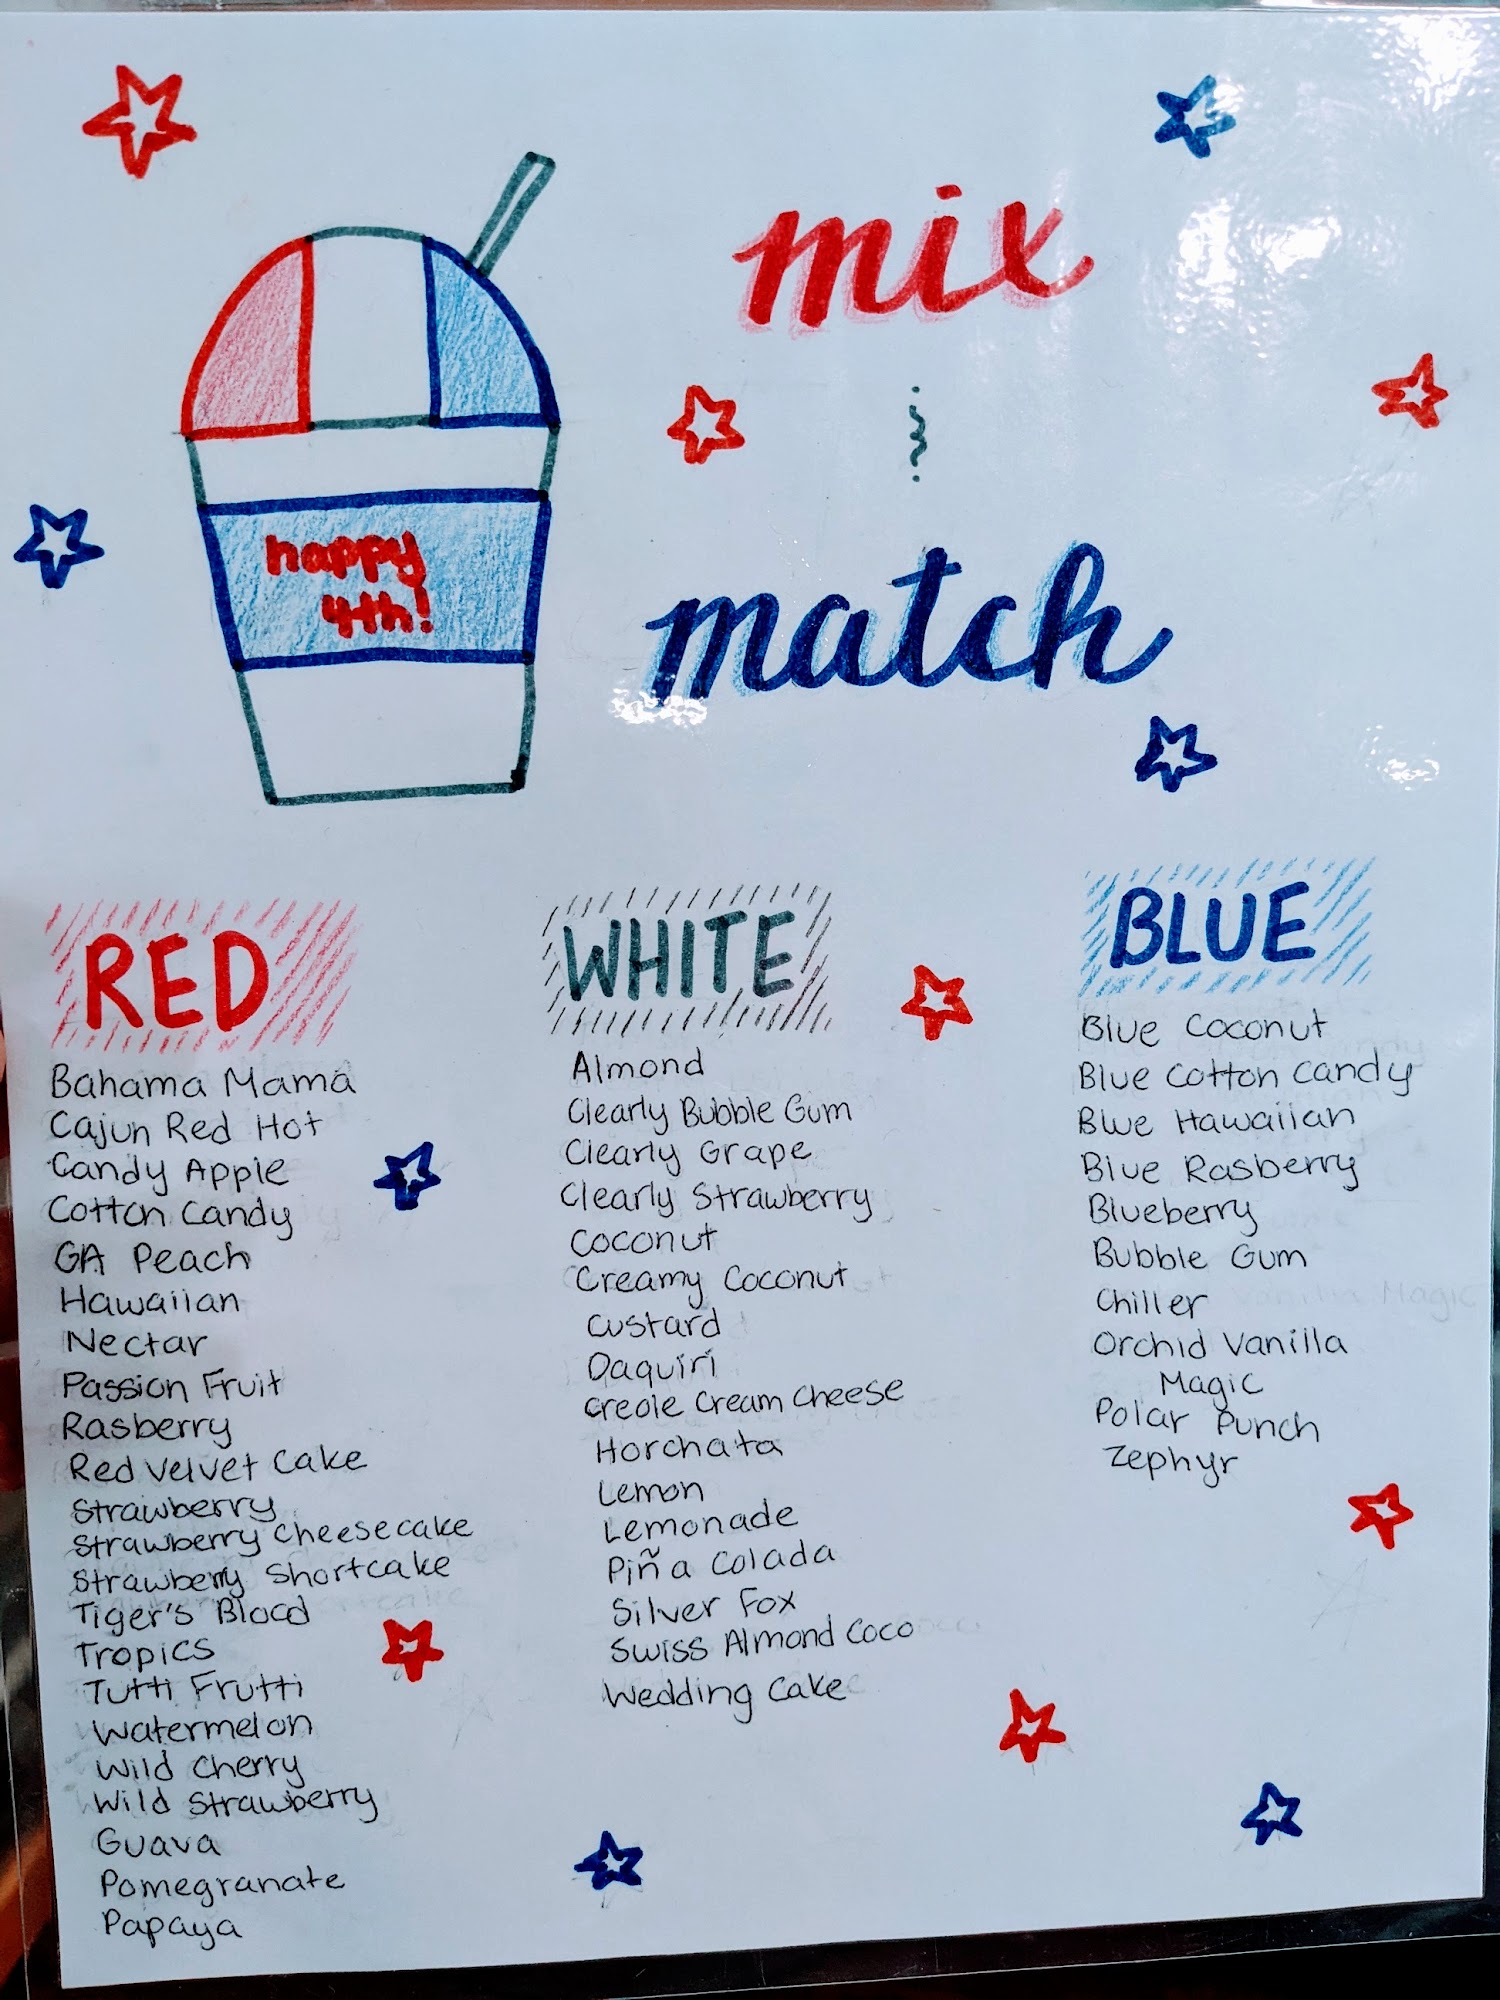 mix
match
happy
4th!
RED
Bahama Mama
Cajun Red Hot
Candy Apple
Cotton Candy
GA Peach
Hawaiian
Nectar
Passion Fruit
Rasberry
Red Velvet Cake
Strawberry
Strawberry Cheesecake
Strawberry Shortcake
Tiger's Blood
Tropics
Tutti Frutti
Watermelon
Wild Cherry
Wild Strawberry
Guava
Pomegranate
Papaya
WHITE
Almond
Clearly Bubble Gum
Clearly Grape
Clearly Strawberry
Coconut
Creamy Coconut
Custard
Daquiri
Creole Cream Cheese
Horchata
Lemon
Lemonade
Piña Colada
Silver Fox
Swiss Almond Coco
Wedding Cake
BLUE
Blue Coconut
Blue Cotton Candy
Blue Hawaiian
Blue Rasberry
Blueberry
Bubble Gum
Chiller
Orchid Vanilla
Magic
Polar Punch
Zephyr